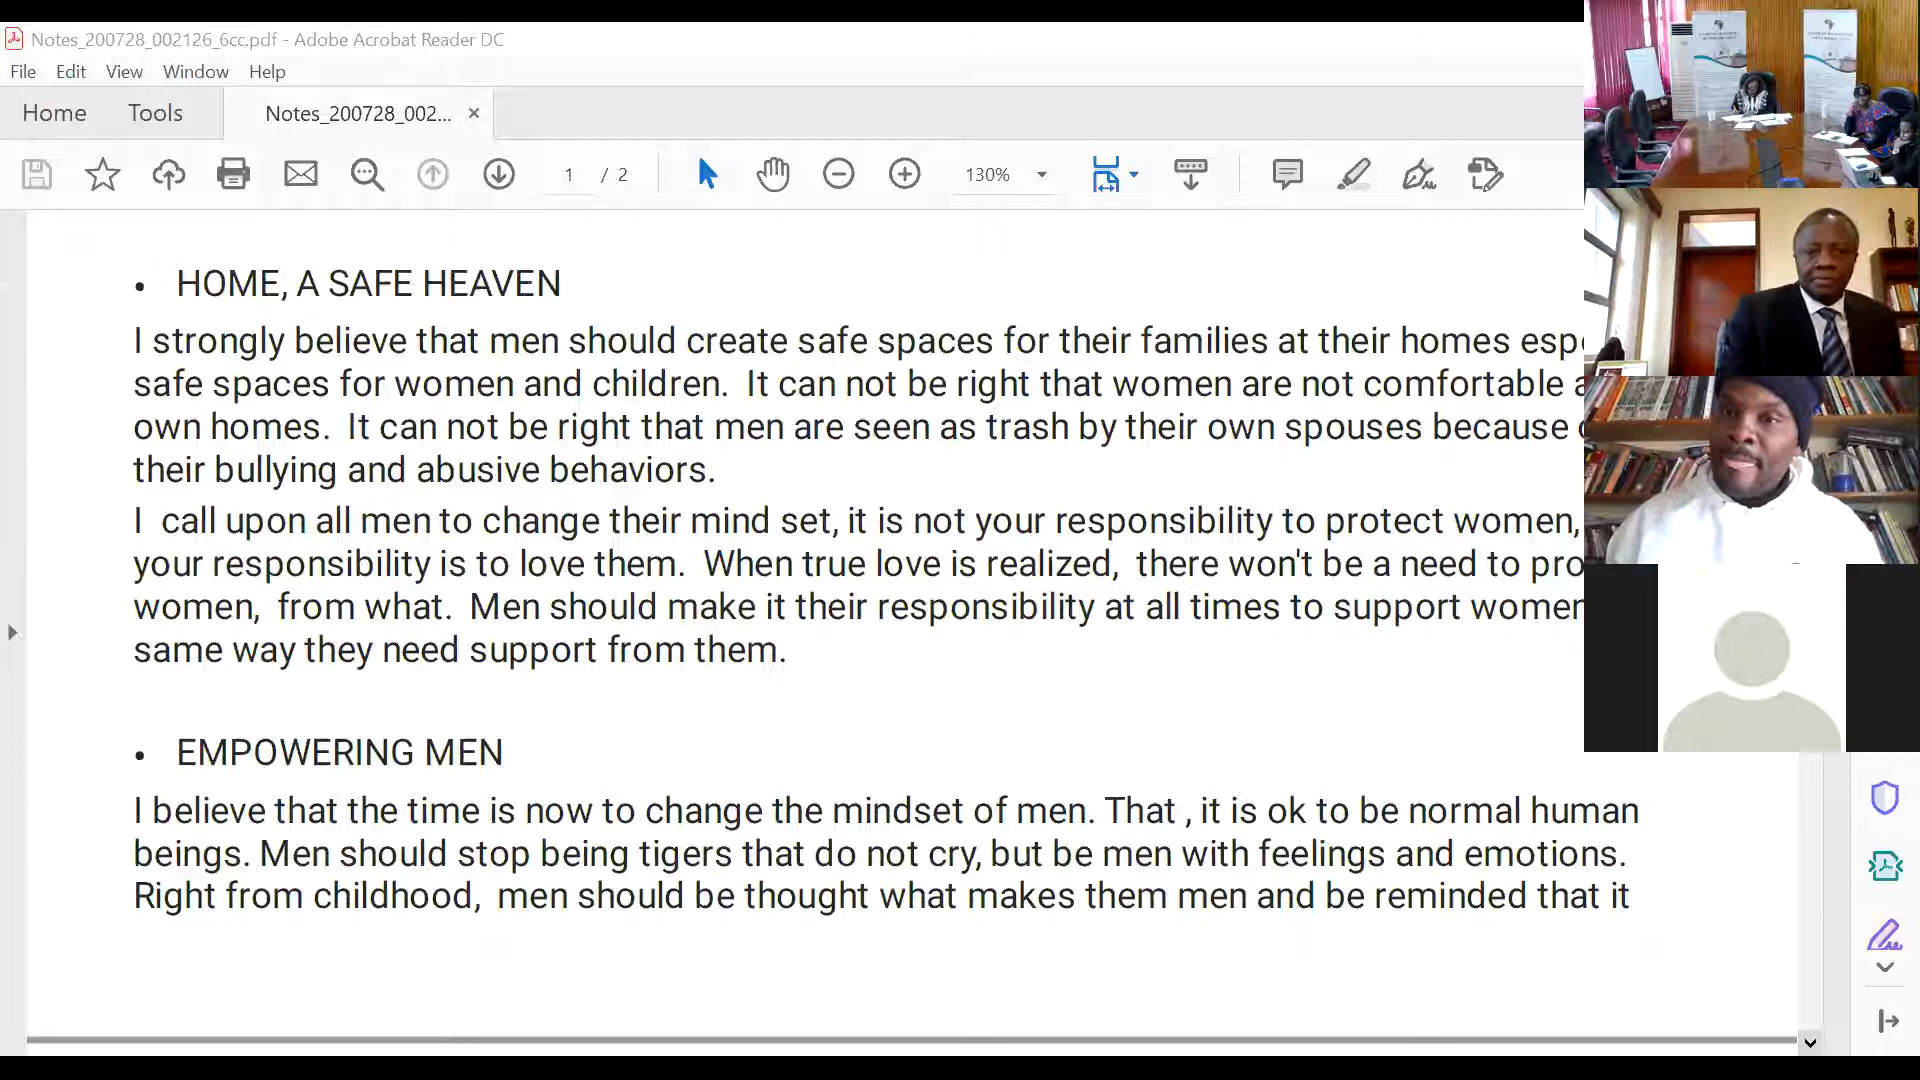 Notes_200728_002126_6cc.pdf - Adobe Acrobat Reader DC
File Edit View Window Help
Home Tools Notes_200728_002...
1 / 2 130%
• HOME, A SAFE HEAVEN
I strongly believe that men should create safe spaces for their families at their homes esp
safe spaces for women and children. It can not be right that women are not comfortable
own homes. It can not be right that men are seen as trash by their own spouses because
their bullying and abusive behaviors.
I call upon all men to change their mind set, it is not your responsibility to protect women,
your responsibility is to love them. When true love is realized, there won't be a need to pro
women, from what. Men should make it their responsibility at all times to support women
same way they need support from them.
• EMPOWERING MEN
I believe that the time is now to change the mindset of men. That , it is ok to be normal human
beings. Men should stop being tigers that do not cry, but be men with feelings and emotions.
Right from childhood, men should be thought what makes them men and be reminded that it